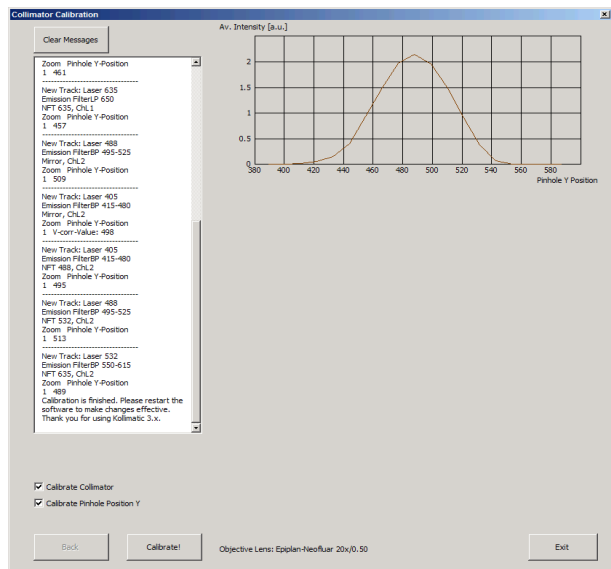 Collimator Calibration
Clear Messages
Zoom Pinhole Y-Position
1 461
--------------------------------
New Track: Laser 635
Emission FilterLP 650
NFT 635, ChL1
Zoom Pinhole Y-Position
1 457
--------------------------------
New Track: Laser 488
Emission FilterBP 495-525
Mirror, ChL2
Zoom Pinhole Y-Position
1 509
--------------------------------
New Track: Laser 405
Emission FilterBP 415-480
Mirror, ChL2
Zoom Pinhole Y-Position
1 V-corr-Value: 498
--------------------------------
New Track: Laser 405
Emission FilterBP 415-480
NFT 488, ChL2
Zoom Pinhole Y-Position
1 495
--------------------------------
New Track: Laser 488
Emission FilterBP 495-525
NFT 532, ChL2
Zoom Pinhole Y-Position
1 513
--------------------------------
New Track: Laser 532
Emission FilterBP 550-615
NFT 635, ChL2
Zoom Pinhole Y-Position
1 489
Calibration is finished. Please restart the
software to make changes effective.
Thank you for using Kollimatic 3.x.
Av. Intensity [a.u.]
2
1.5
1
0.5
0
380 400 420 440 460 480 500 520 540 560 580
Pinhole Y Position
Calibrate Collimator
Calibrate Pinhole Position Y
Back
Calibrate!
Objective Lens: Epiplan-Neofluar 20x/0.50
Exit